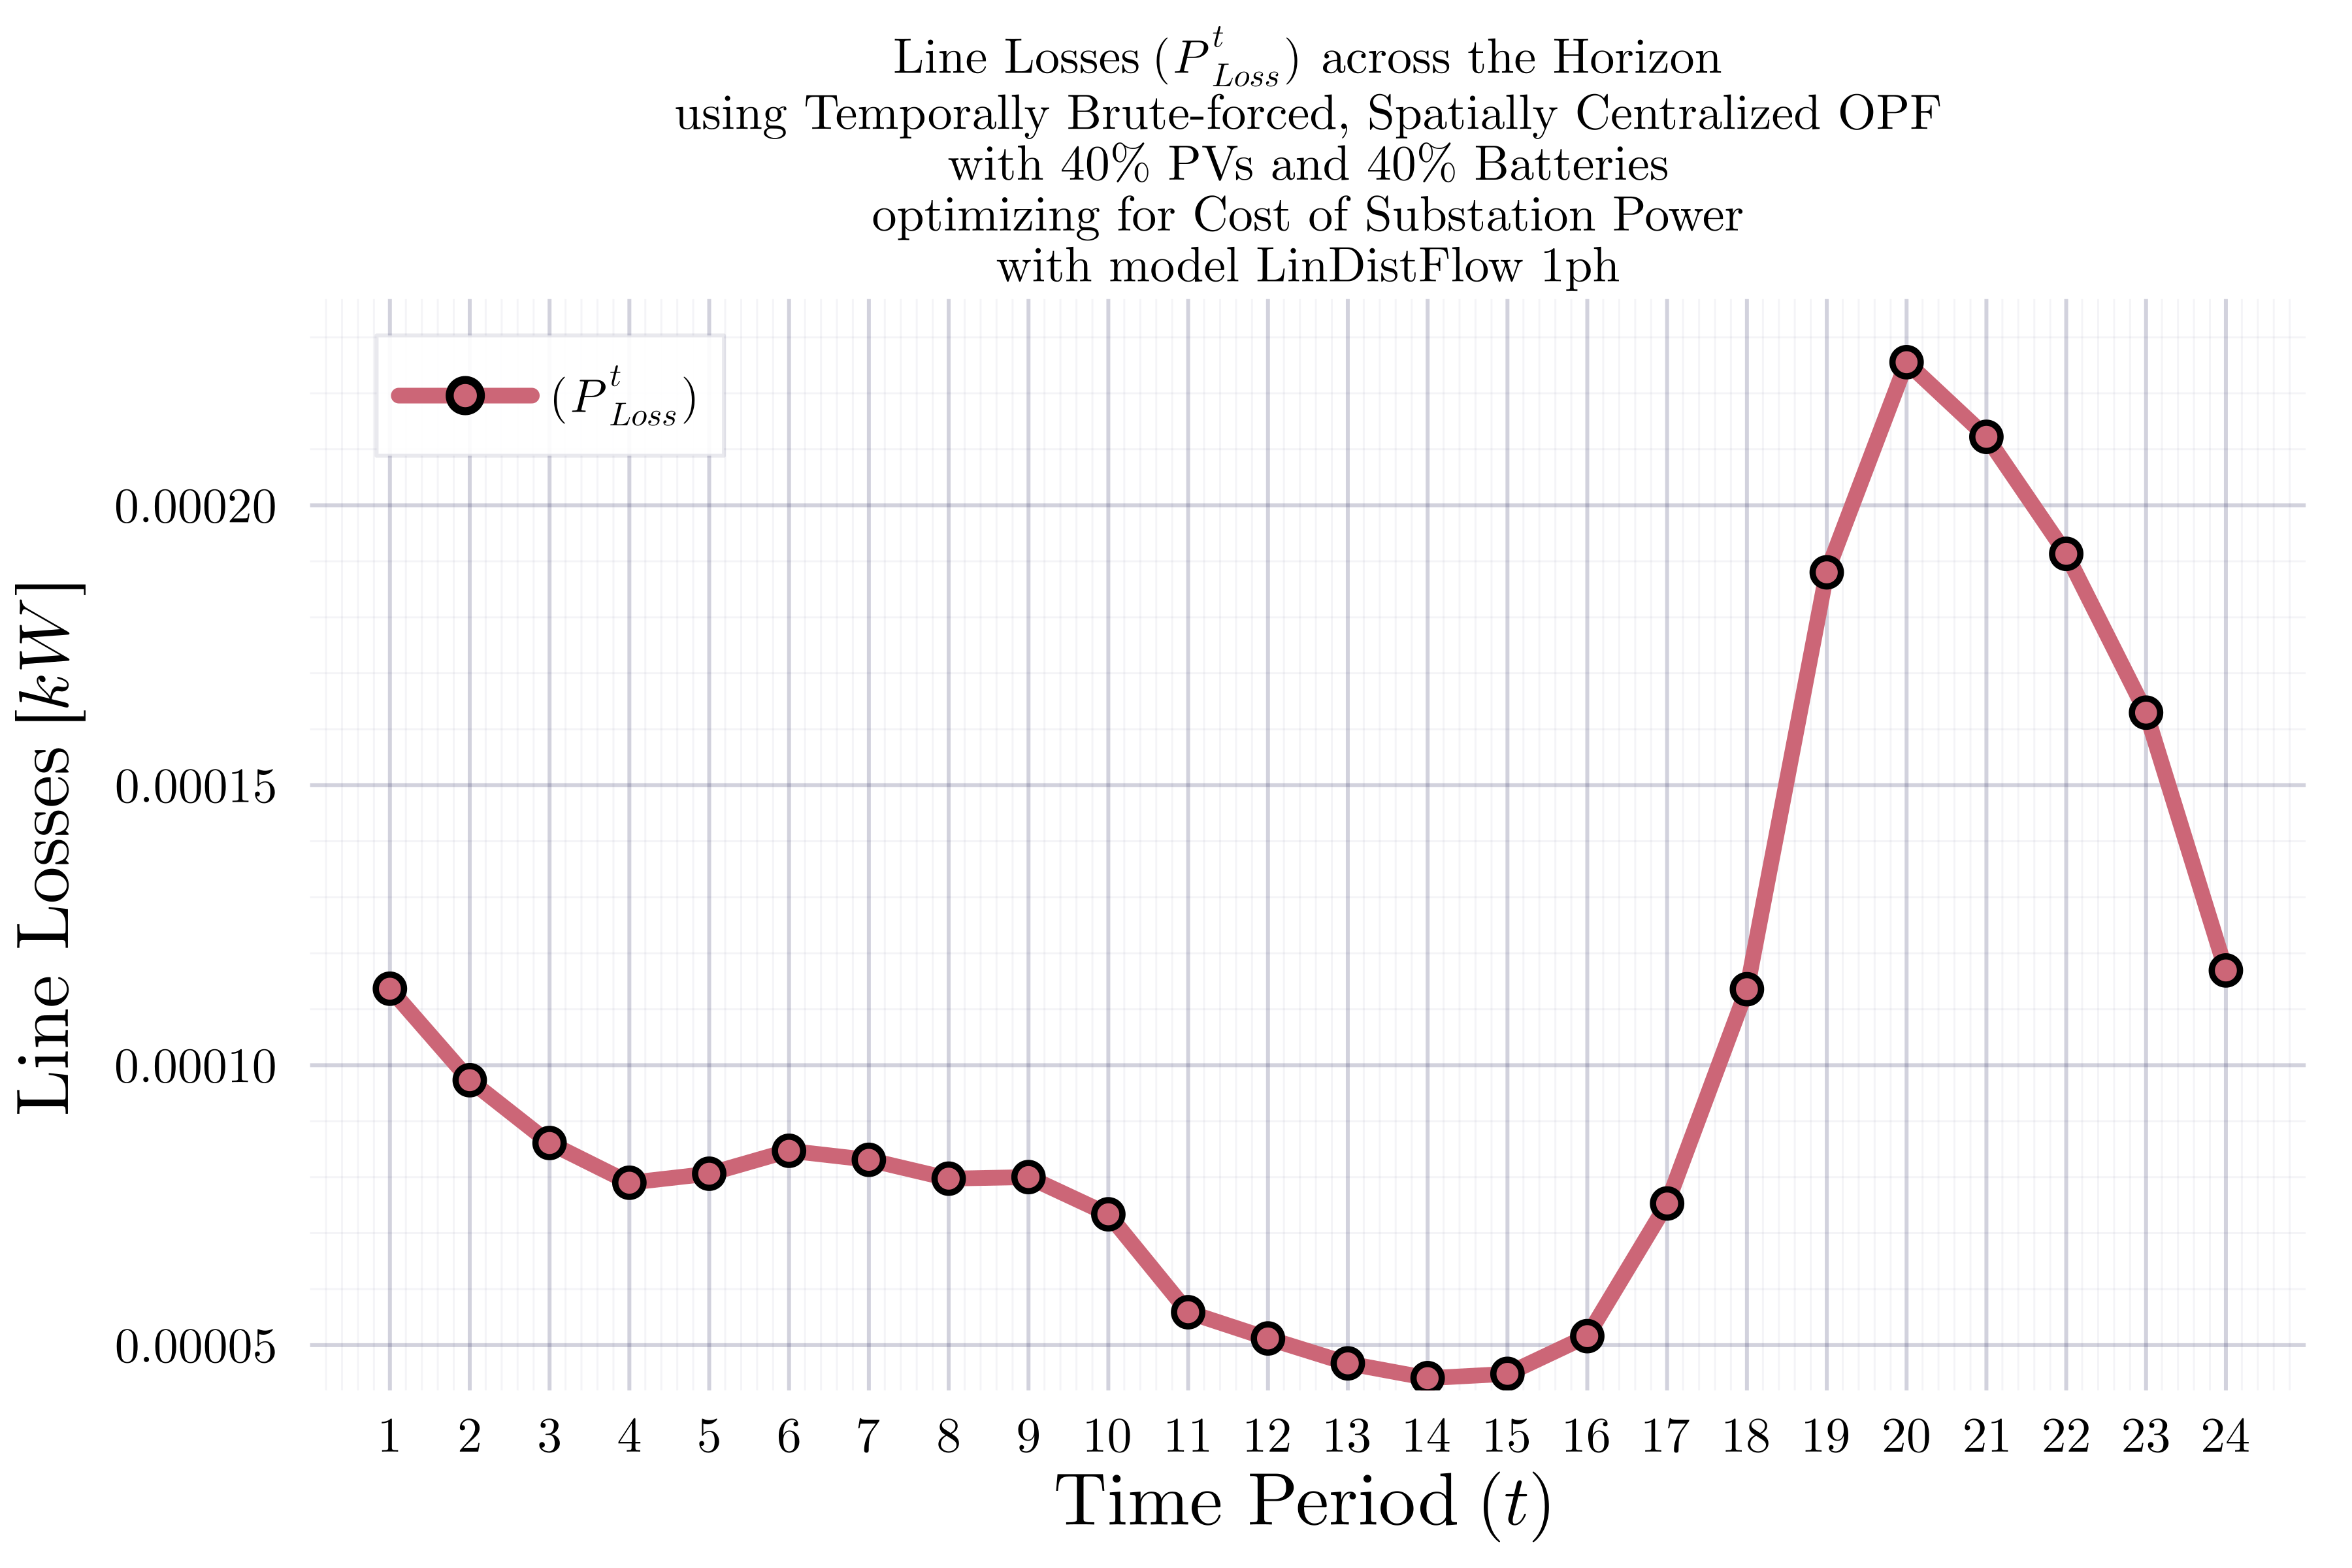 Line Losses (P^t_Loss) across the Horizon
using Temporally Brute-forced, Spatially Centralized OPF
with 40% PVs and 40% Batteries
optimizing for Cost of Substation Power
with model LinDistFlow 1ph
(P^t_Loss)
Line Losses [kW]
0.00020
0.00015
0.00010
0.00005
1 2 3 4 5 6 7 8 9 10 11 12 13 14 15 16 17 18 19 20 21 22 23 24
Time Period (t)